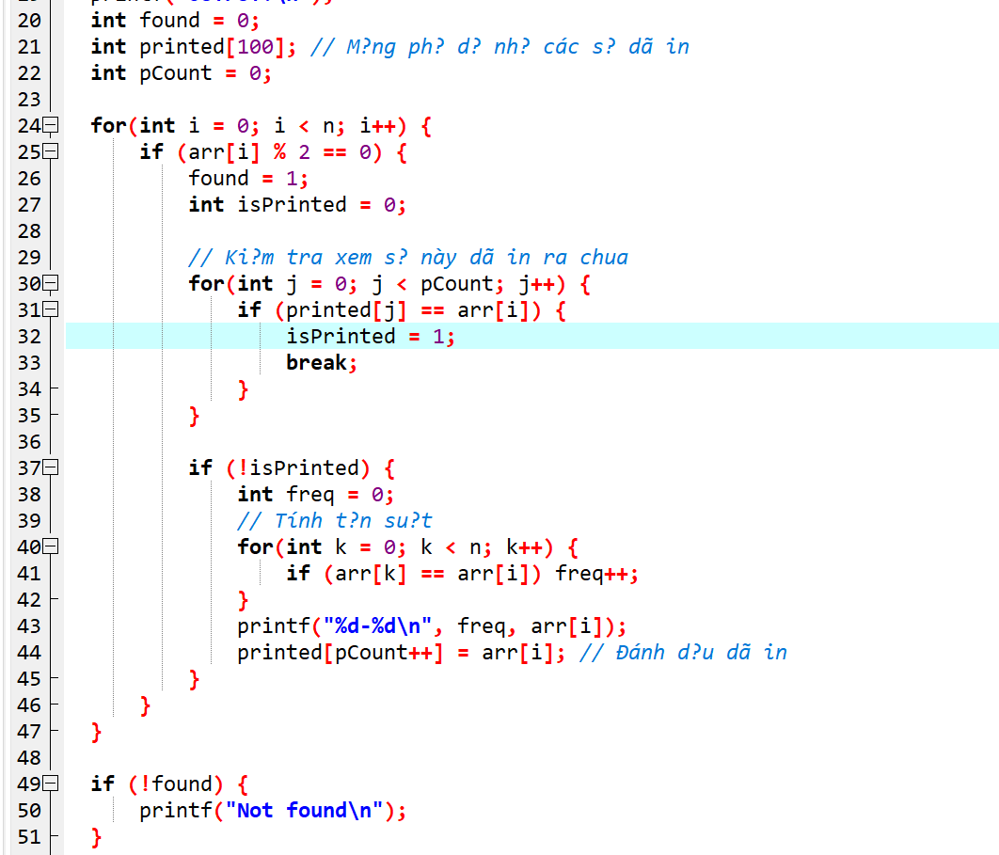 20 int found = 0;
21 int printed[100]; // M?ng ph? d? nh? các s? dã in
22 int pCount = 0;
23
24 for(int i = 0; i < n; i++) {
25 if (arr[i] % 2 == 0) {
26 found = 1;
27 int isPrinted = 0;
28
29 // Ki?m tra xem s? này dã in ra chua
30 for(int j = 0; j < pCount; j++) {
31 if (printed[j] == arr[i]) {
32 isPrinted = 1;
33 break;
34 }
35 }
36
37 if (!isPrinted) {
38 int freq = 0;
39 // Tính t?n su?t
40 for(int k = 0; k < n; k++) {
41 if (arr[k] == arr[i]) freq++;
42 }
43 printf("%d-%d\n", freq, arr[i]);
44 printed[pCount++] = arr[i]; // Ðánh d?u dã in
45 }
46 }
47 }
48
49 if (!found) {
50 printf("Not found\n");
51 }